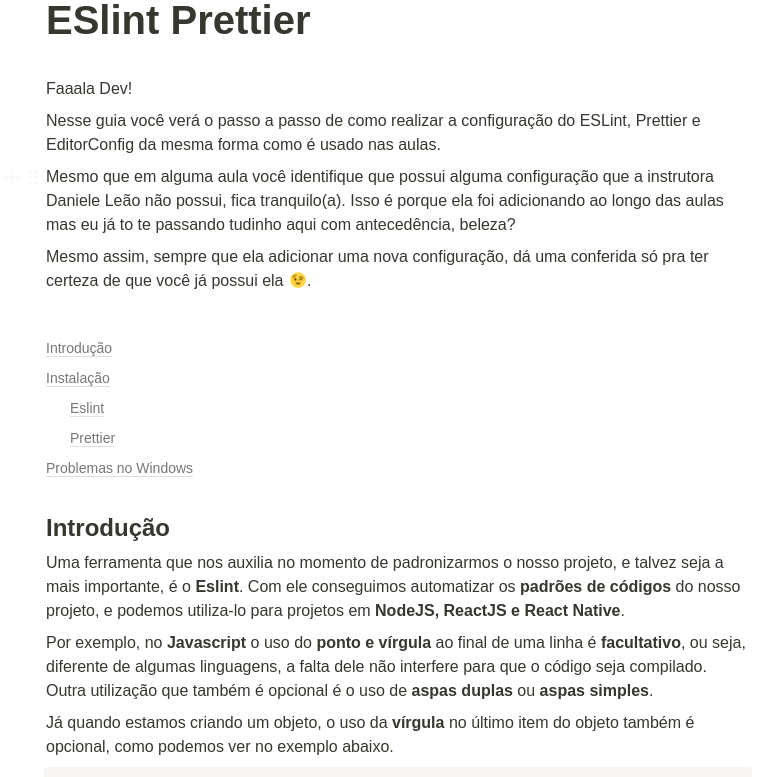 ESlint Prettier
Faaala Dev!
Nesse guia você verá o passo a passo de como realizar a configuração do ESLint, Prettier e
EditorConfig da mesma forma como é usado nas aulas.
Mesmo que em alguma aula você identifique que possui alguma configuração que a instrutora
Daniele Leão não possui, fica tranquilo(a). Isso é porque ela foi adicionando ao longo das aulas
mas eu já to te passando tudinho aqui com antecedência, beleza?
Mesmo assim, sempre que ela adicionar uma nova configuração, dá uma conferida só pra ter
certeza de que você já possui ela 😉.
Introdução
Instalação
Eslint
Prettier
Problemas no Windows
Introdução
Uma ferramenta que nos auxilia no momento de padronizarmos o nosso projeto, e talvez seja a
mais importante, é o Eslint. Com ele conseguimos automatizar os padrões de códigos do nosso
projeto, e podemos utiliza-lo para projetos em NodeJS, ReactJS e React Native.
Por exemplo, no Javascript o uso do ponto e vírgula ao final de uma linha é facultativo, ou seja,
diferente de algumas linguagens, a falta dele não interfere para que o código seja compilado.
Outra utilização que também é opcional é o uso de aspas duplas ou aspas simples.
Já quando estamos criando um objeto, o uso da vírgula no último item do objeto também é
opcional, como podemos ver no exemplo abaixo.